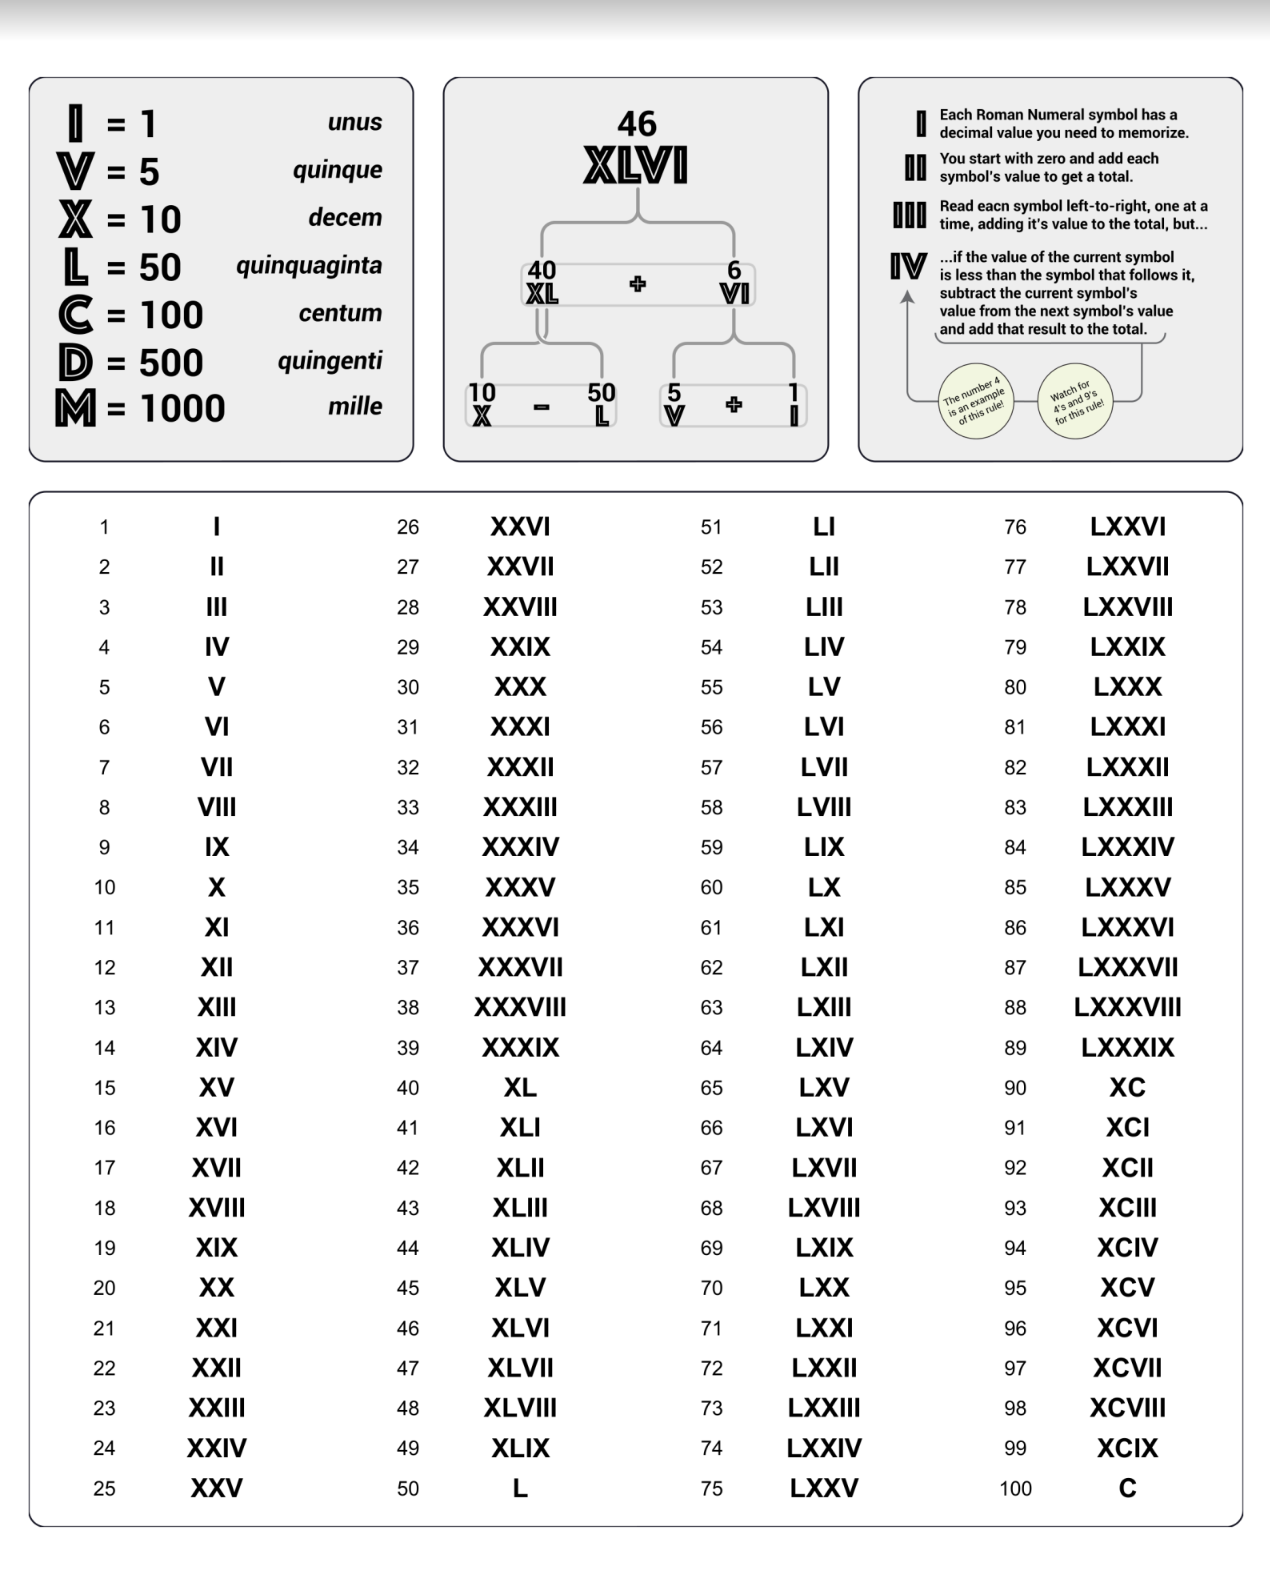 I = 1 unus
V = 5 quinque
X = 10 decem
L = 50 quinquaginta
C = 100 centum
D = 500 quingenti
M = 1000 mille
46
XLVI
40 + 6
XL VI
10 - 50 5 + 1
X L V I
I Each Roman Numeral symbol has a
decimal value you need to memorize.
II You start with zero and add each
symbol's value to get a total.
III Read eacn symbol left-to-right, one at a
time, adding it's value to the total, but...
IV ...if the value of the current symbol
is less than the symbol that follows it,
subtract the current symbol's
value from the next symbol's value
and add that result to the total.
The number 4
is an example
of this rule!
Watch for
4's and 9's
for this rule!
1 I 26 XXVI 51 LI 76 LXXVI
2 II 27 XXVII 52 LII 77 LXXVII
3 III 28 XXVIII 53 LIII 78 LXXVIII
4 IV 29 XXIX 54 LIV 79 LXXIX
5 V 30 XXX 55 LV 80 LXXX
6 VI 31 XXXI 56 LVI 81 LXXXI
7 VII 32 XXXII 57 LVII 82 LXXXII
8 VIII 33 XXXIII 58 LVIII 83 LXXXIII
9 IX 34 XXXIV 59 LIX 84 LXXXIV
10 X 35 XXXV 60 LX 85 LXXXV
11 XI 36 XXXVI 61 LXI 86 LXXXVI
12 XII 37 XXXVII 62 LXII 87 LXXXVII
13 XIII 38 XXXVIII 63 LXIII 88 LXXXVIII
14 XIV 39 XXXIX 64 LXIV 89 LXXXIX
15 XV 40 XL 65 LXV 90 XC
16 XVI 41 XLI 66 LXVI 91 XCI
17 XVII 42 XLII 67 LXVII 92 XCII
18 XVIII 43 XLIII 68 LXVIII 93 XCIII
19 XIX 44 XLIV 69 LXIX 94 XCIV
20 XX 45 XLV 70 LXX 95 XCV
21 XXI 46 XLVI 71 LXXI 96 XCVI
22 XXII 47 XLVII 72 LXXII 97 XCVII
23 XXIII 48 XLVIII 73 LXXIII 98 XCVIII
24 XXIV 49 XLIX 74 LXXIV 99 XCIX
25 XXV 50 L 75 LXXV 100 C